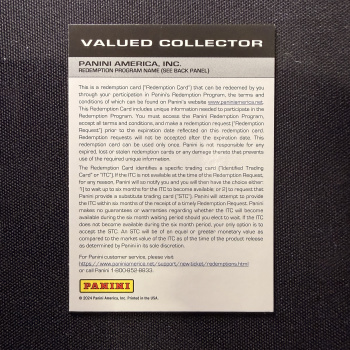 VALUED COLLECTOR
PANINI AMERICA, INC.
REDEMPTION PROGRAM NAME (SEE BACK PANEL)
This is a redemption card ("Redemption Card") that can be redeemed by you
through your participation in Panini's Redemption Program, the terms and
conditions of which can be found on Panini's website www.paniniamerica.net.
This Redemption Card includes unique information needed to participate in the
Redemption Program. You must access the Panini Redemption Program,
accept all terms and conditions, and make a redemption request ("Redemption
Request") prior to the expiration date reflected on this redemption card.
Redemption requests will not be accepted after the expiration date. This
redemption card can be used only once. Panini is not responsible for any
expired, lost or stolen redemption cards or any damage thereto that presents
use of the required unique information.
The Redemption Card identifies a specific trading card ("Identified Trading
Card" or "ITC"). If the ITC is not available at the time of the Redemption Request,
for any reason, Panini will so notify you and you will then have the choice either:
1) to wait up to six months for the ITC to become available; or 2) to request that
Panini provide a substitute trading card ("STC"). Panini will attempt to provide
the ITC within six months of the receipt of a timely Redemption Request. Panini
makes no guarantees or warranties regarding whether the ITC will become
available during the six month waiting period should you elect to wait. If the ITC
does not become available during the six month period, your only option is to
accept the STC. An STC will be of an equal or greater monetary value as
compared to the market value of the ITC as of the time of the product release
as determined by Panini in its sole discretion.
For Panini customer service, please visit
https://www.paniniamerica.net/support/new-ticket/redemptions.html
or call Panini 1-800-852-8833.
PANINI
© 2024 Panini America, Inc. Printed in the USA.